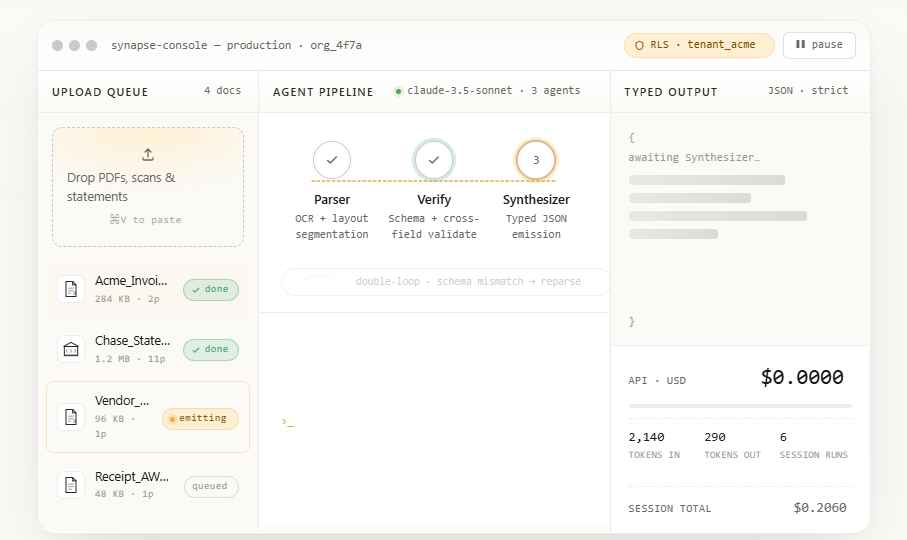 synapse-console — production · org_4f7a
RLS · tenant_acme
pause
UPLOAD QUEUE
4 docs
AGENT PIPELINE
claude-3.5-sonnet · 3 agents
TYPED OUTPUT
JSON · strict
Drop PDFs, scans &
statements
⌘V to paste
Acme_Invoi…
284 KB · 2p
done
Chase_State…
1.2 MB · 11p
done
Vendor_…
96 KB ·
1p
emitting
Receipt_AW…
48 KB · 1p
queued
3
Parser
OCR + layout
segmentation
Verify
Schema + cross-
field validate
Synthesizer
Typed JSON
emission
double-loop · schema mismatch → reparse
›_
{
awaiting Synthesizer…
}
API · USD
$0.0000
2,140
TOKENS IN
290
TOKENS OUT
6
SESSION RUNS
SESSION TOTAL
$0.2060